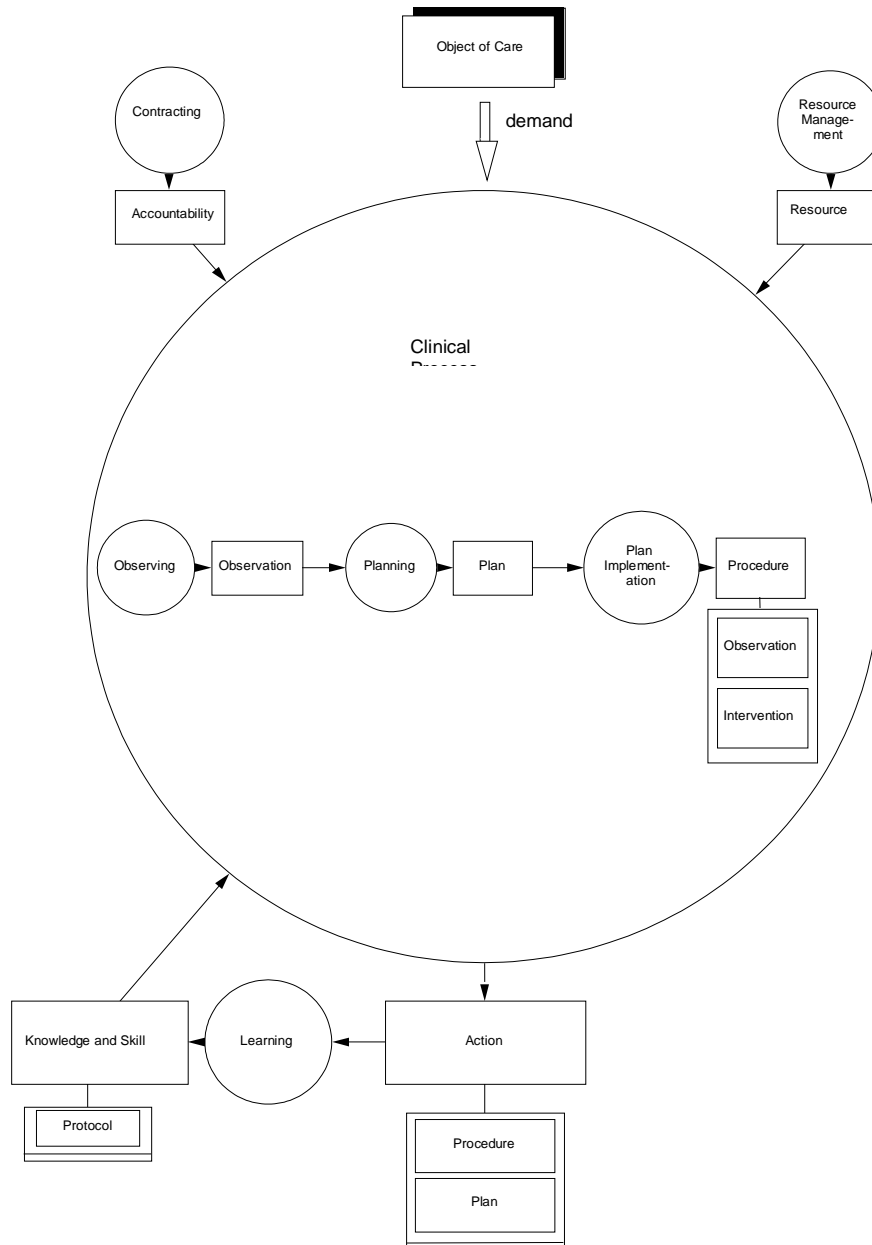 Object of Care
Contracting
demand
Resource
Manage-
ment
Accountability
Resource
Clinical
Observing
Observation
Planning
Plan
Plan
Implement-
ation
Procedure
Observation
Intervention
Knowledge and Skill
Learning
Action
Protocol
Procedure
Plan